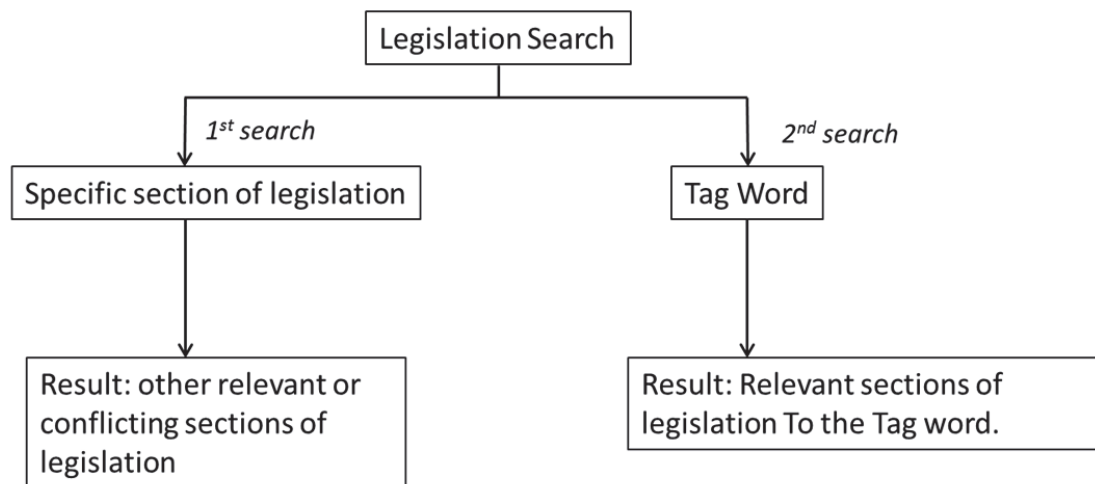 Legislation Search
1st search
2nd search
Specific section of legislation
Tag Word
Result: other relevant or
conflicting sections of
legislation
Result: Relevant sections of
legislation To the Tag word.